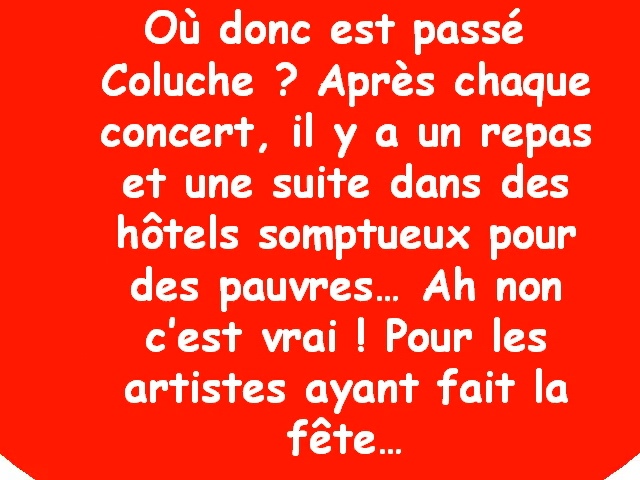 Où donc est passé
Coluche ? Après chaque
concert, il y a un repas
et une suite dans des
hôtels somptueux pour
des pauvres… Ah non
c'est vrai ! Pour les
artistes ayant fait la
fête…